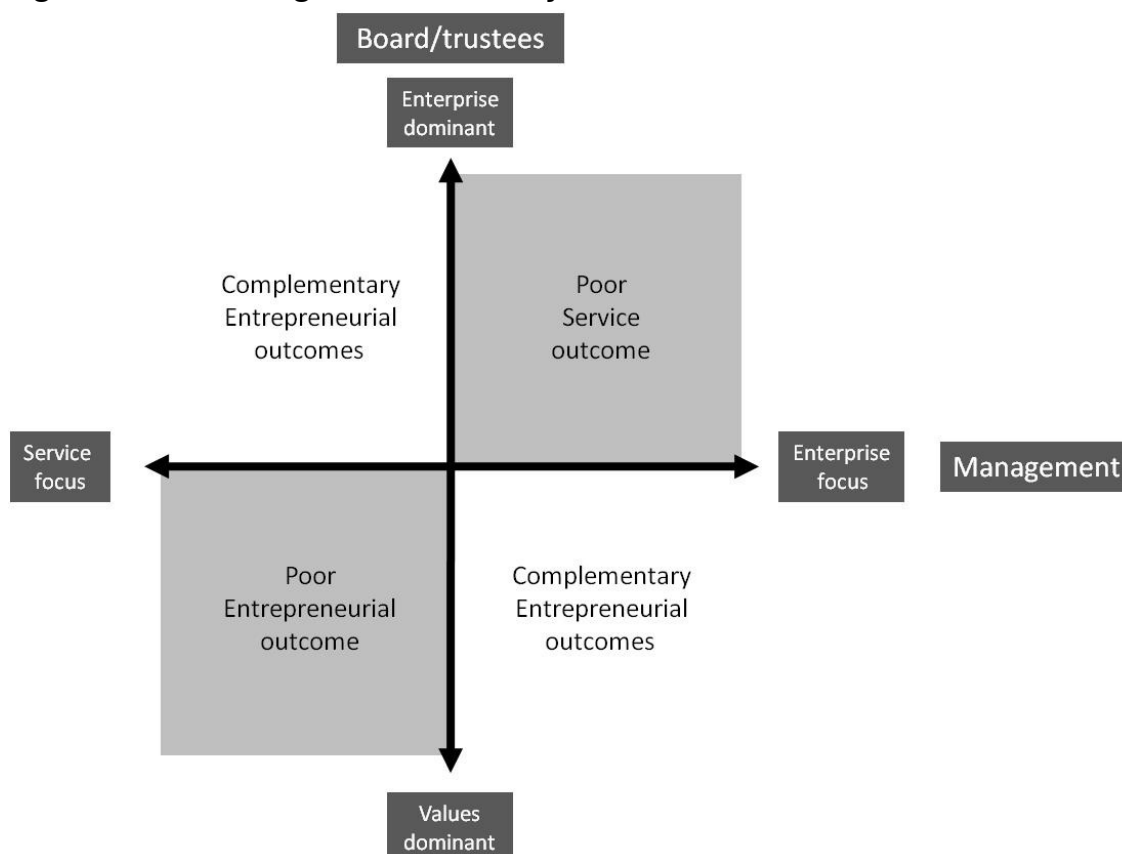 Board/trustees
Enterprise
dominant
Complementary
Entrepreneurial
outcomes
Poor
Service
outcome
Service
focus
Enterprise
focus
Management
Poor
Entrepreneurial
outcome
Complementary
Entrepreneurial
outcomes
Values
dominant